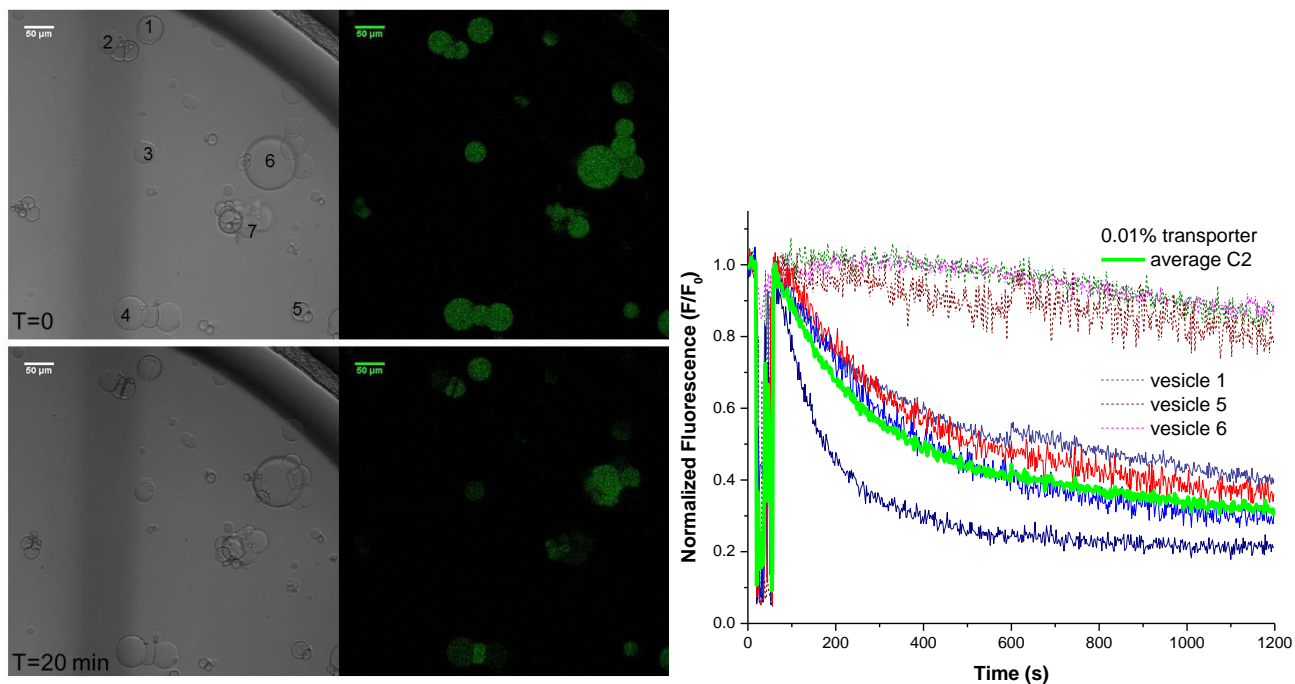 50 µm
1
2
3
6
7
4
5
T=0
50 µm
50 µm
T=20 min
50 µm
0.01% transporter
average C2
vesicle 1
vesicle 5
vesicle 6
Normalized Fluorescence (F/F₀)
1.0
0.8
0.6
0.4
0.2
0.0
0 200 400 600 800 1000 1200
Time (s)